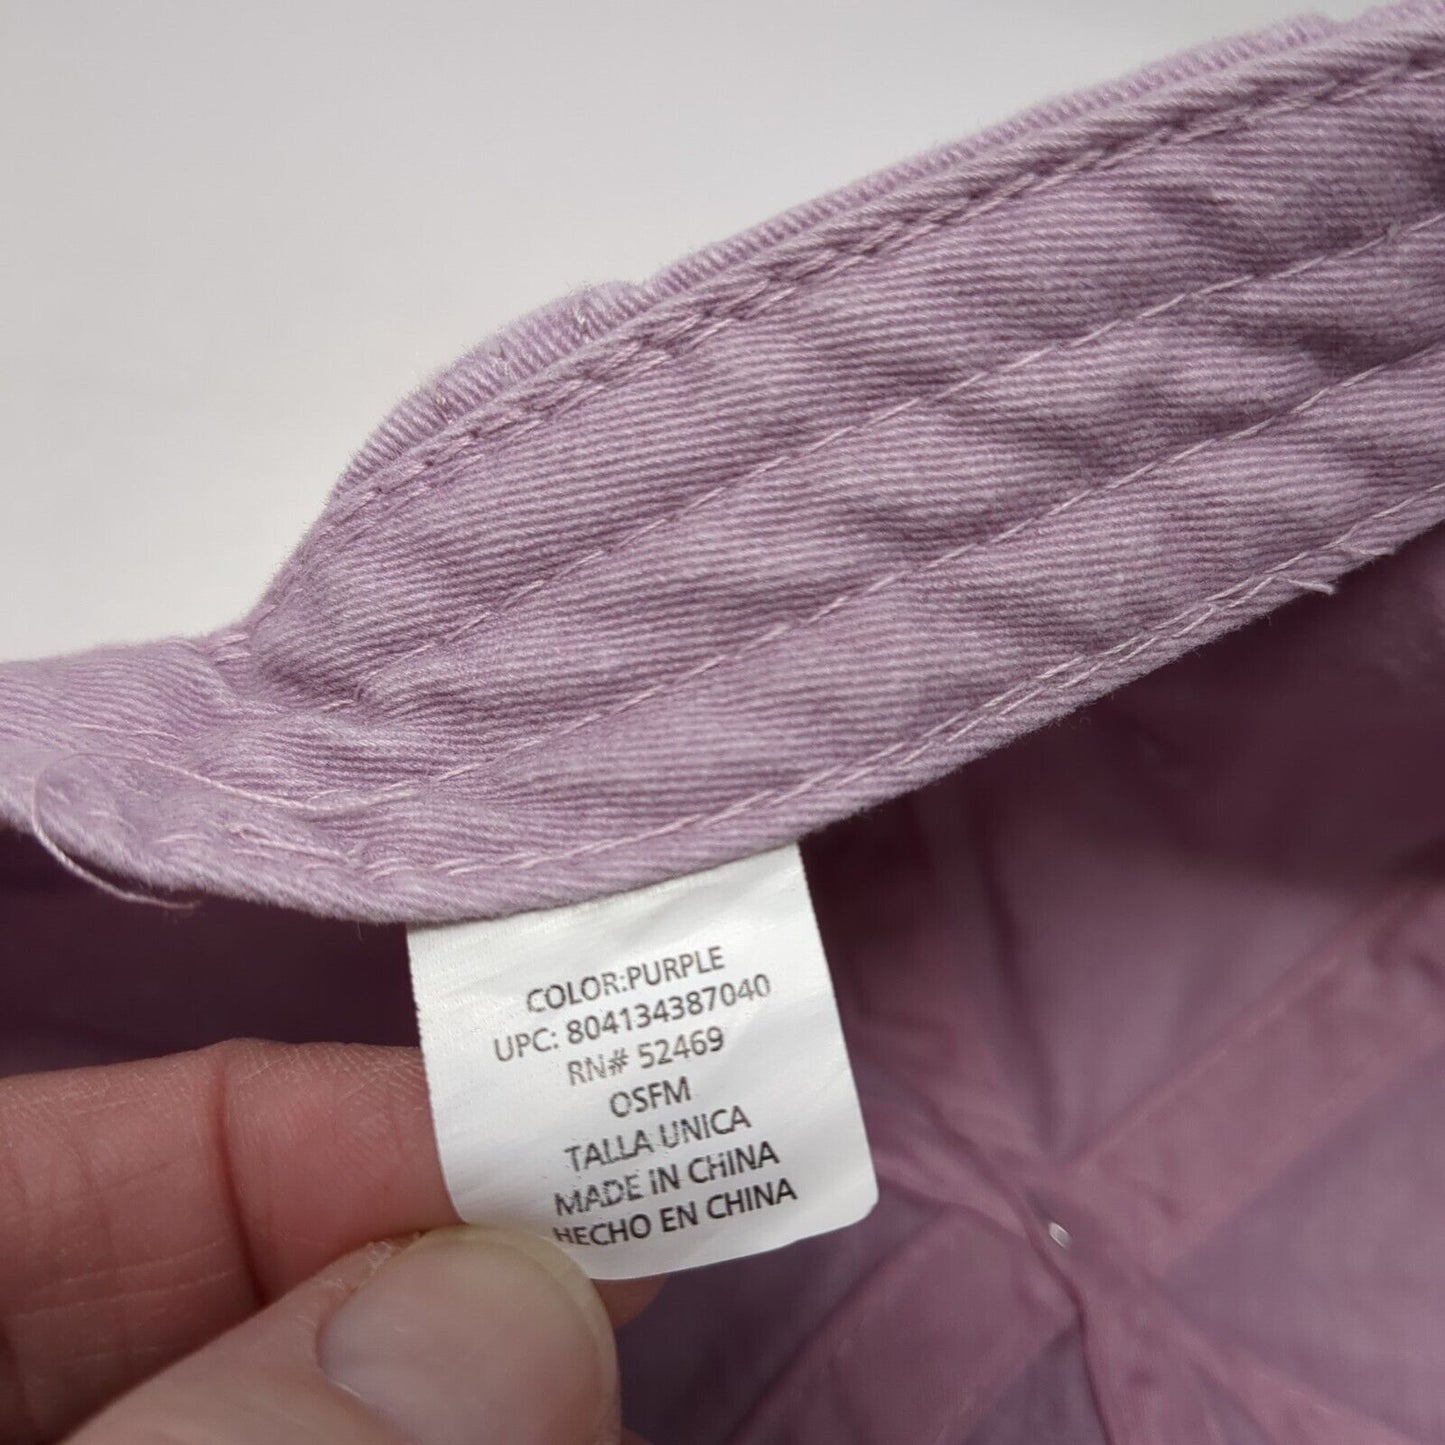 COLOR:PURPLE
UPC: 804134387040
RN# 52469
OSFM
TALLA UNICA
MADE IN CHINA
HECHO EN CHINA